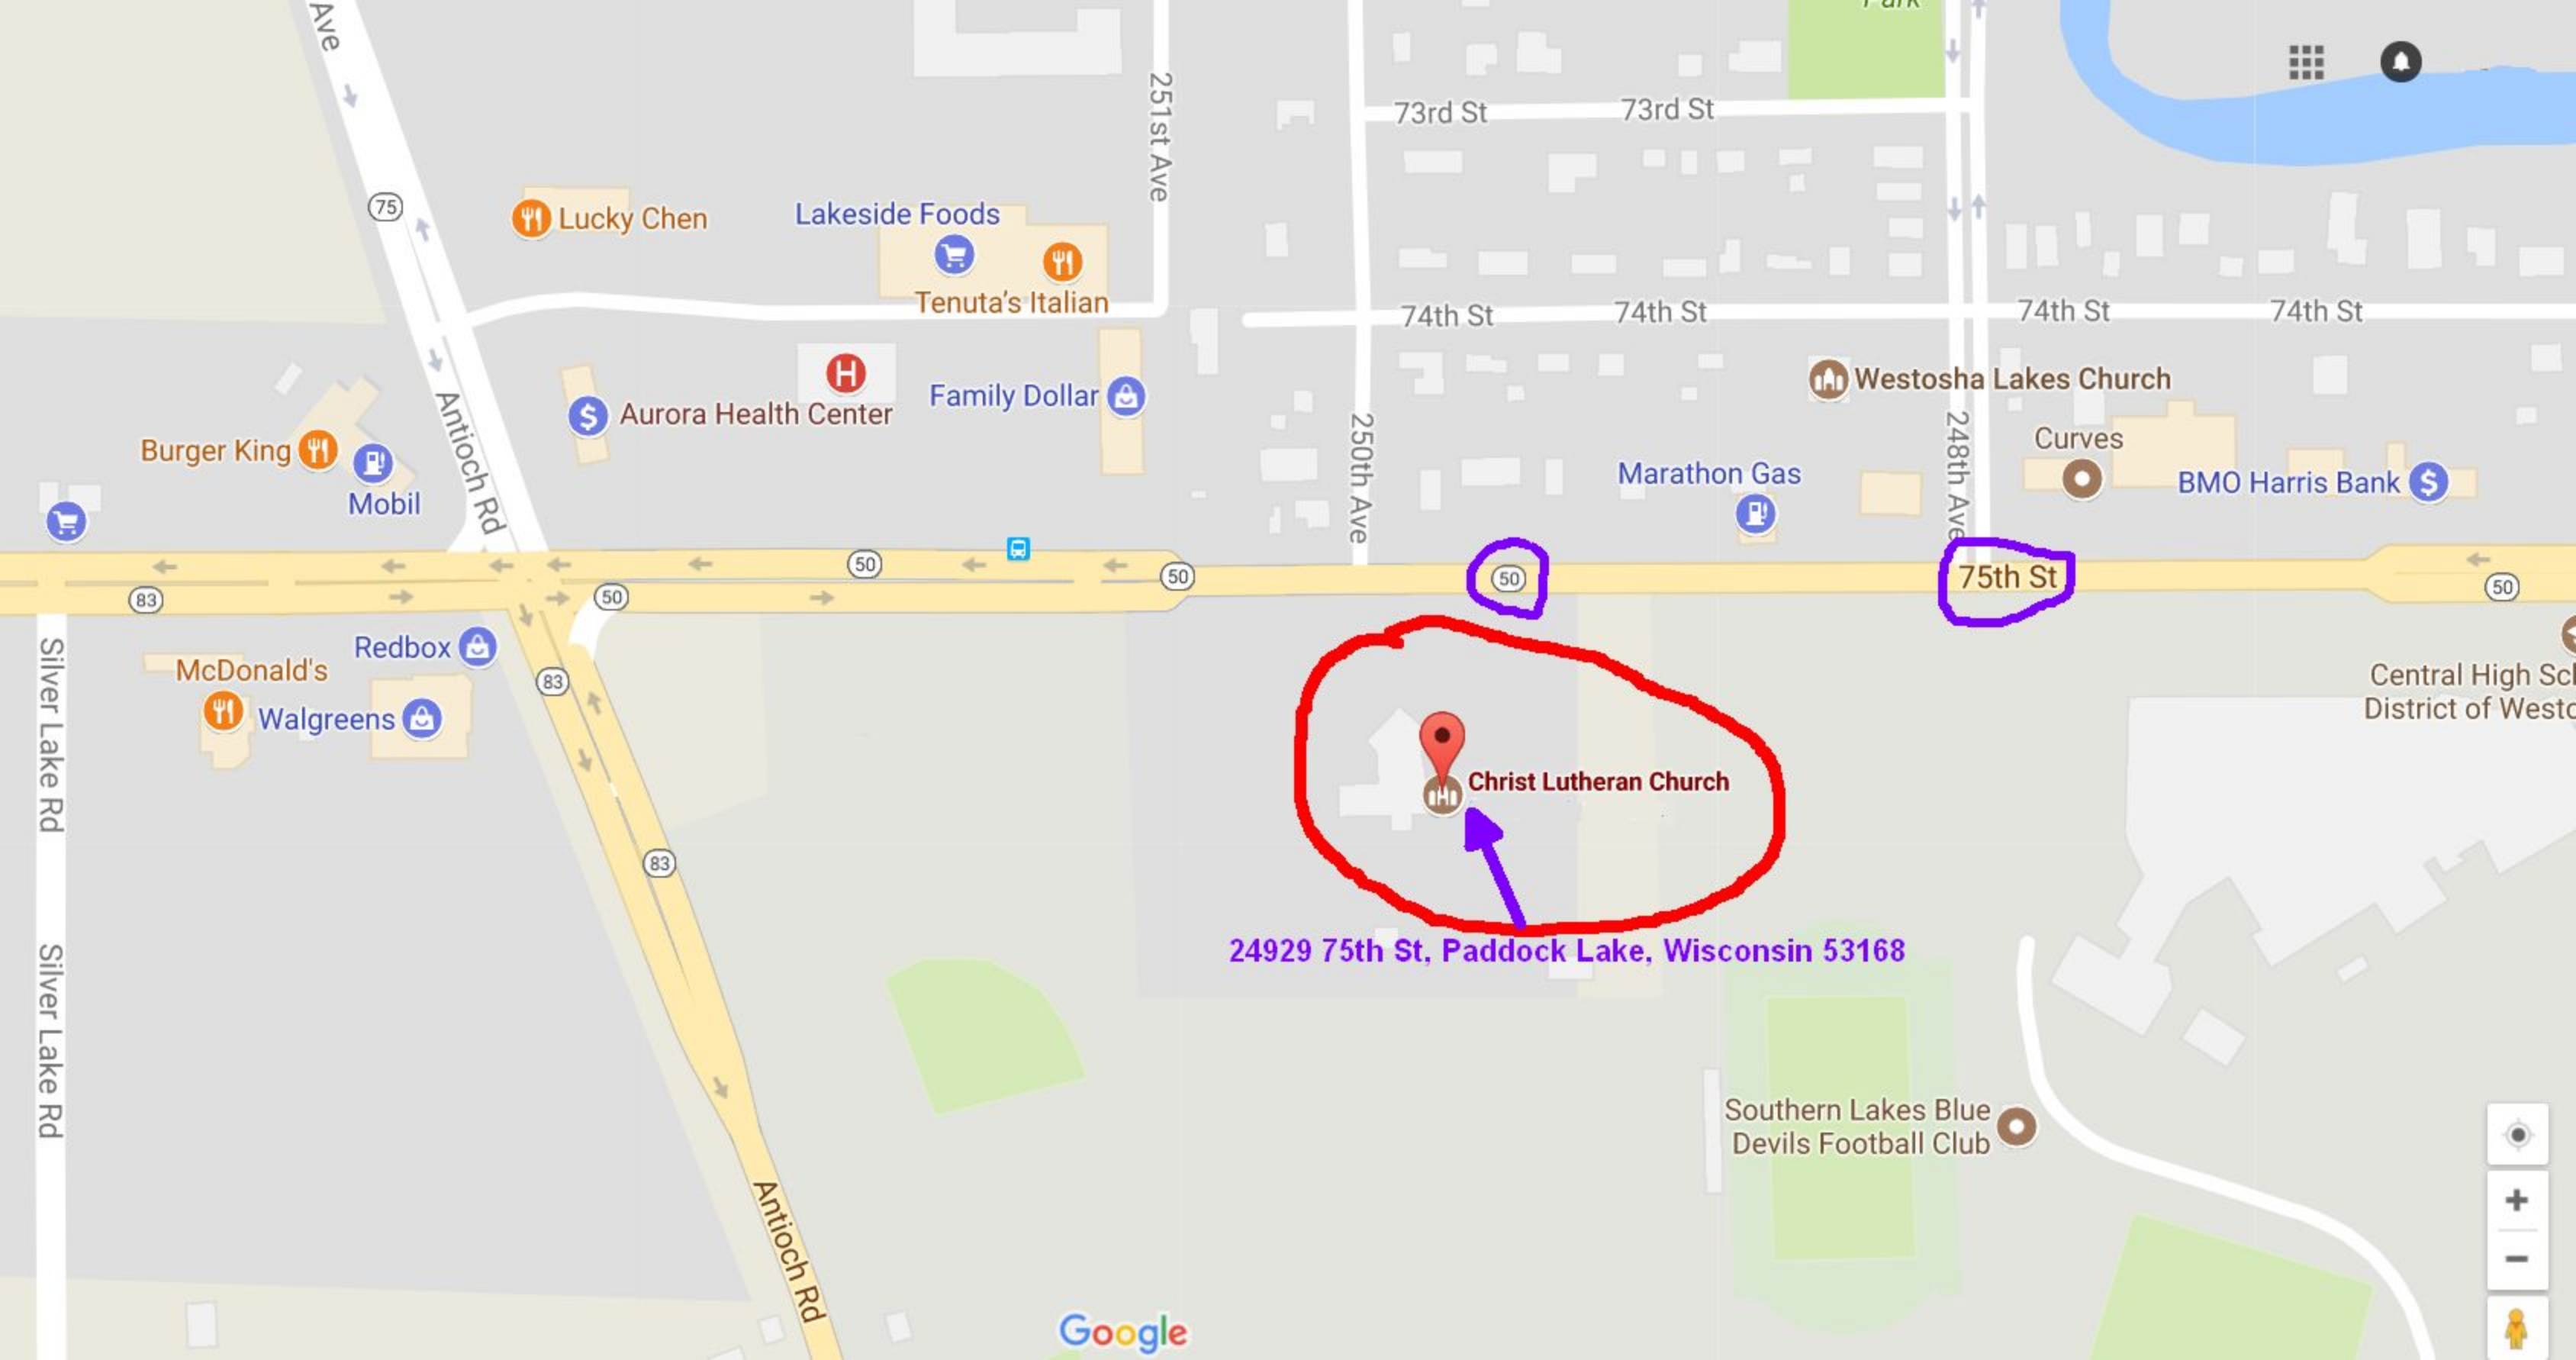 Ave
Park
73rd St
73rd St
251st Ave
75
Lucky Chen
Lakeside Foods
Tenuta's Italian
74th St
74th St
74th St
74th St
H
Aurora Health Center
Family Dollar
Westosha Lakes Church
Antioch Rd
Burger King
Mobil
250th Ave
248th Ave
Curves
Marathon Gas
BMO Harris Bank
50
50
50
75th St
50
83
50
Silver Lake Rd
Redbox
McDonald's
Walgreens
83
Central High Scl
District of Westo
Christ Lutheran Church
83
24929 75th St, Paddock Lake, Wisconsin 53168
Silver Lake Rd
Southern Lakes Blue
Devils Football Club
Antioch Rd
Google